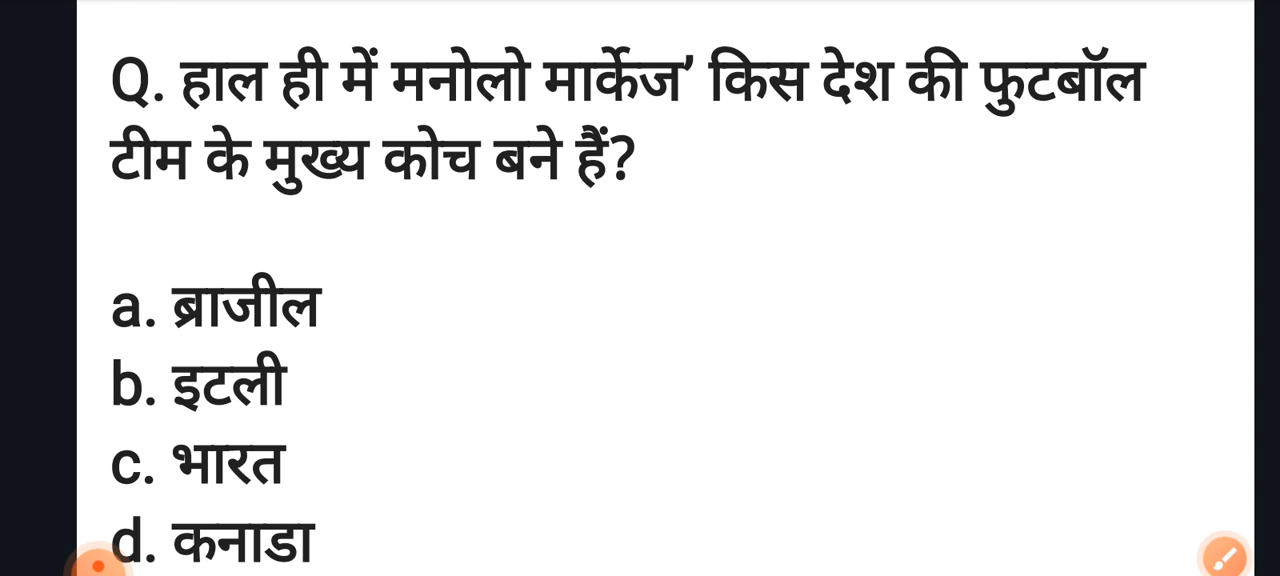 Q. हाल ही में मनोलो मार्केज’ किस देश की फुटबॉल
टीम के मुख्य कोच बने हैं?
a. ब्राजील
b. इटली
c. भारत
d. कनाडा